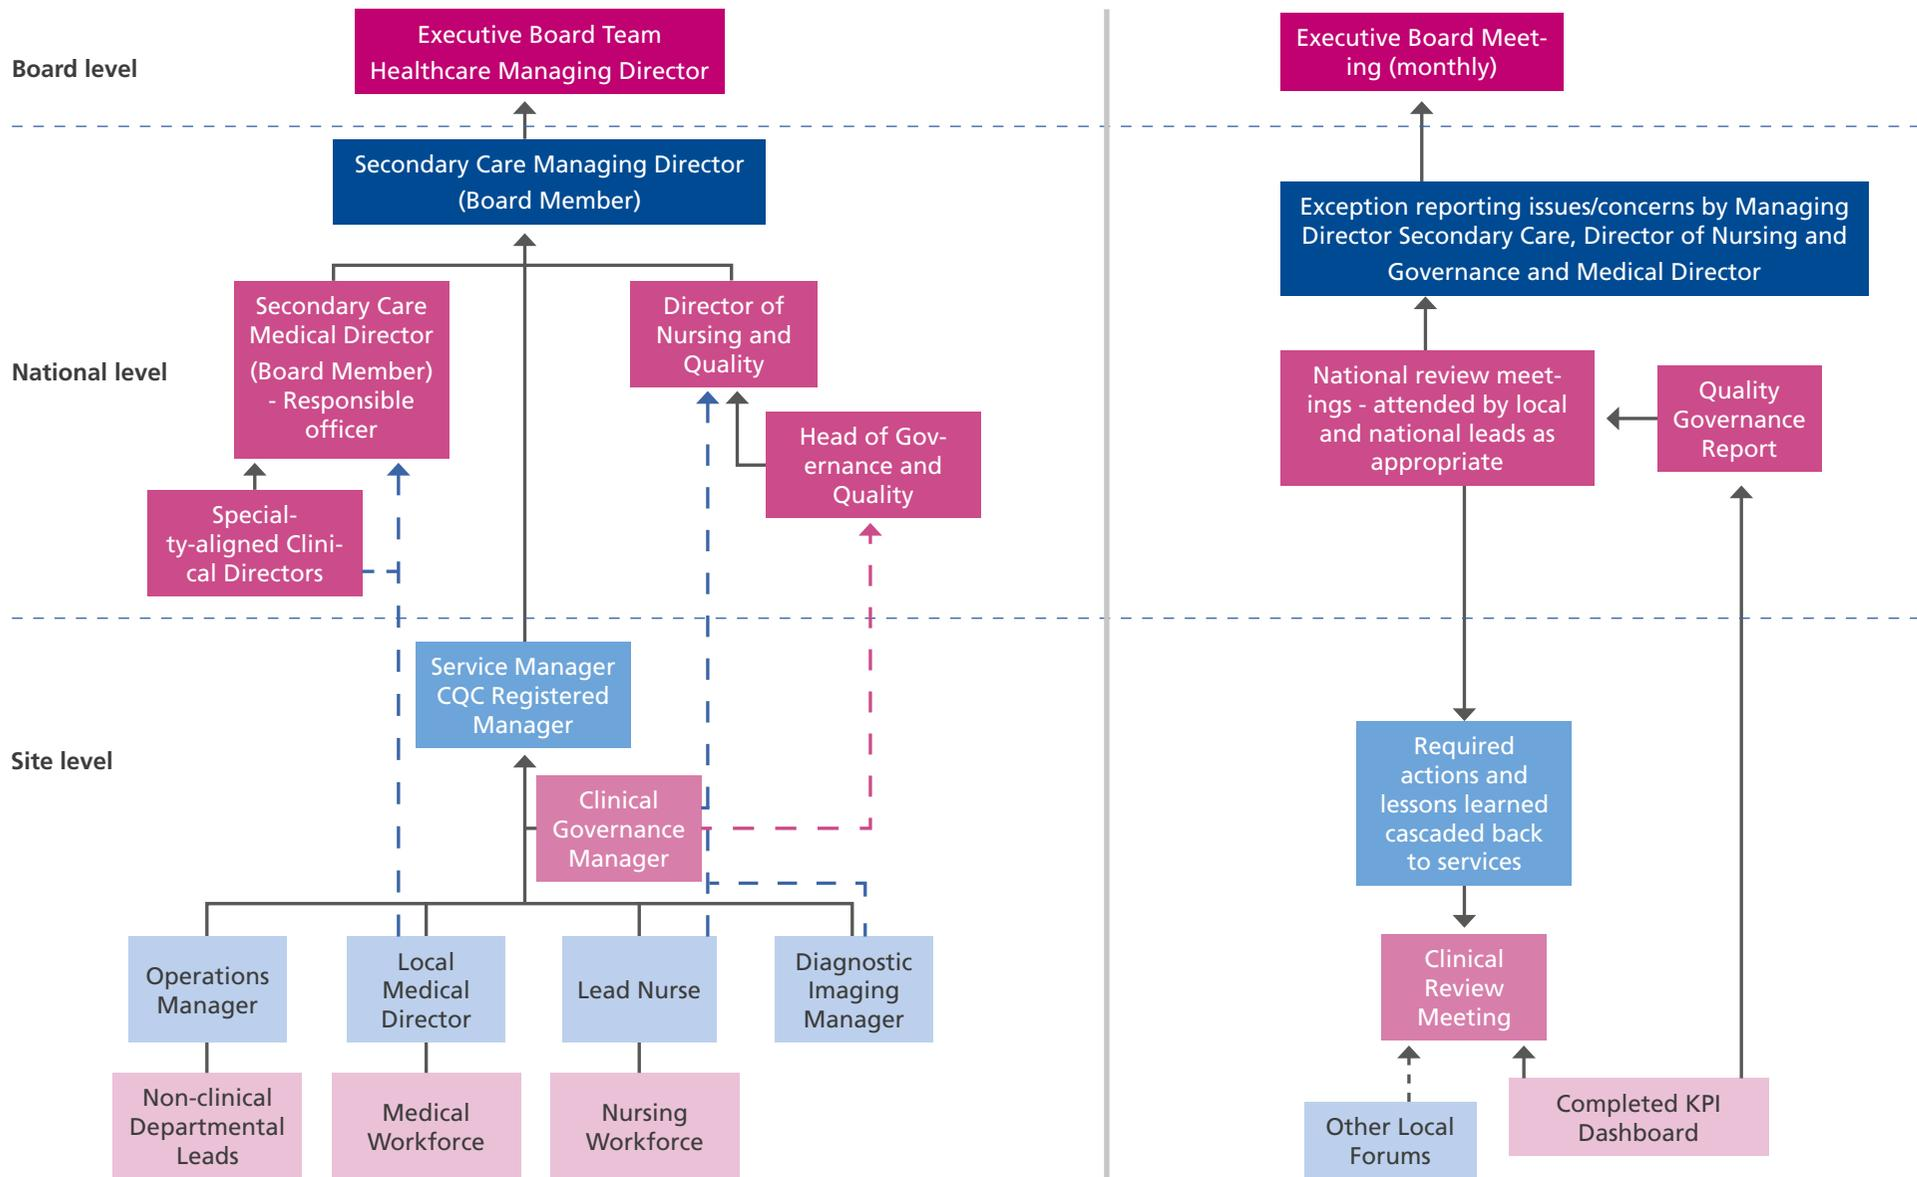 Board level
Executive Board Team
Healthcare Managing Director
Secondary Care Managing Director
(Board Member)
National level
Secondary Care
Medical Director
(Board Member)
- Responsible
officer
Director of
Nursing and
Quality
Head of Gov-
ernance and
Quality
Special-
ty-aligned Clini-
cal Directors
Site level
Service Manager
CQC Registered
Manager
Clinical
Governance
Manager
Operations
Manager
Local
Medical
Director
Lead Nurse
Diagnostic
Imaging
Manager
Non-clinical
Departmental
Leads
Medical
Workforce
Nursing
Workforce
Executive Board Meet-
ing (monthly)
Exception reporting issues/concerns by Managing
Director Secondary Care, Director of Nursing and
Governance and Medical Director
National review meet-
ings - attended by local
and national leads as
appropriate
Quality
Governance
Report
Required
actions and
lessons learned
cascaded back
to services
Clinical
Review
Meeting
Other Local
Forums
Completed KPI
Dashboard